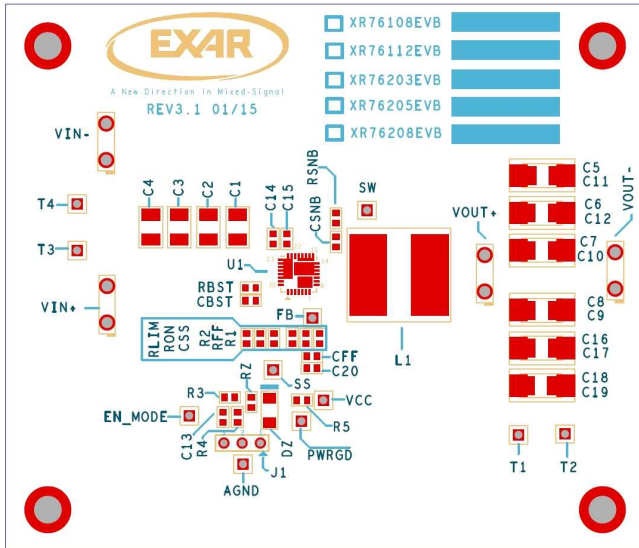 EXAR
A New Direction in Mixed-Signal
REV3.1 01/15
XR76108EVB
XR76112EVB
XR76203EVB
XR76205EVB
XR76208EVB
VIN-
T4
T3
VIN+
C4
C3
C2
C1
C14
C15
CSNB
RSNB
SW
VOUT+
VOUT-
C5
C11
C6
C12
C7
C10
C8
C9
C16
C17
C18
C19
U1
RBST
CBST
FB
L1
RLIM
RON
CSS
R2
RFF
R1
CFF
C20
SS
RZ
R3
EN_MODE
C13
R4
J1
DZ
AGND
VCC
R5
PWRGD
T1
T2